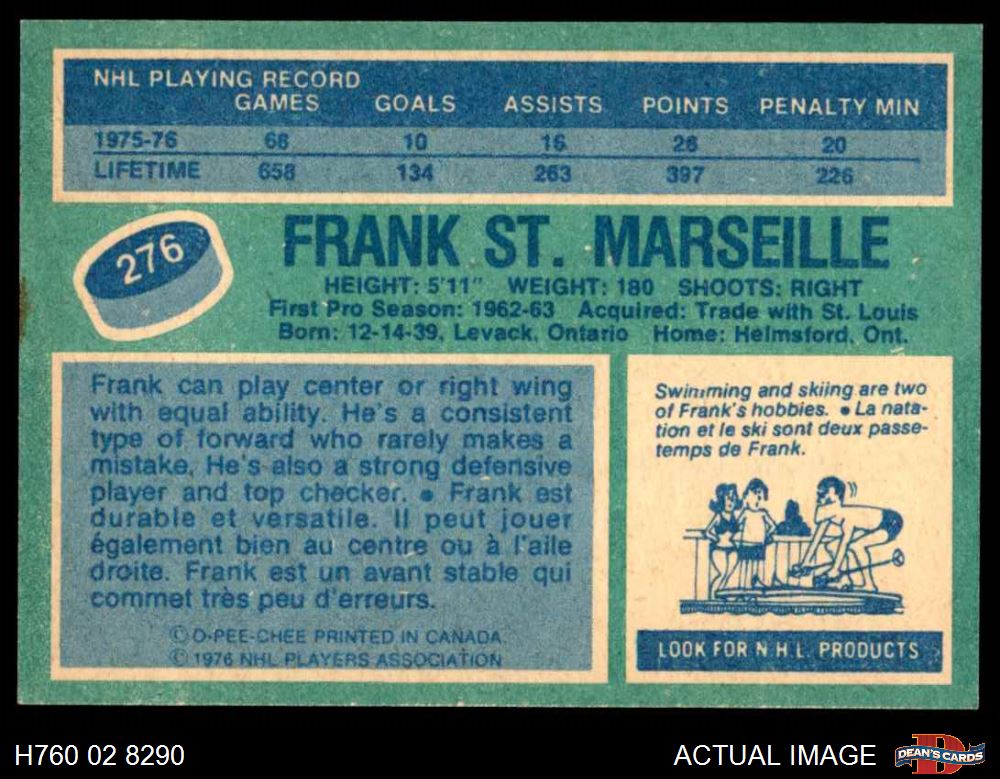 NHL PLAYING RECORD
GAMES GOALS ASSISTS POINTS PENALTY MIN
1975-76 68 10 16 26 20
LIFETIME 658 134 263 397 226
276
FRANK ST. MARSEILLE
HEIGHT: 5'11" WEIGHT: 180 SHOOTS: RIGHT
First Pro Season: 1962-63 Acquired: Trade with St. Louis
Born: 12-14-39, Levack, Ontario Home: Helmsford, Ont.
Frank can play center or right wing
with equal ability. He's a consistent
type of forward who rarely makes a
mistake. He's also a strong defensive
player and top checker. • Frank est
durable et versatile. Il peut jouer
également bien au centre ou à l'aile
droite. Frank est un avant stable qui
commet très peu d'erreurs.
© O-PEE-CHEE PRINTED IN CANADA
© 1976 NHL PLAYERS ASSOCIATION
Swimming and skiing are two
of Frank's hobbies. • La nata-
tion et le ski sont deux passe-
temps de Frank.
LOOK FOR N.H.L. PRODUCTS
H760 02 8290
ACTUAL IMAGE
DEAN'S CARDS